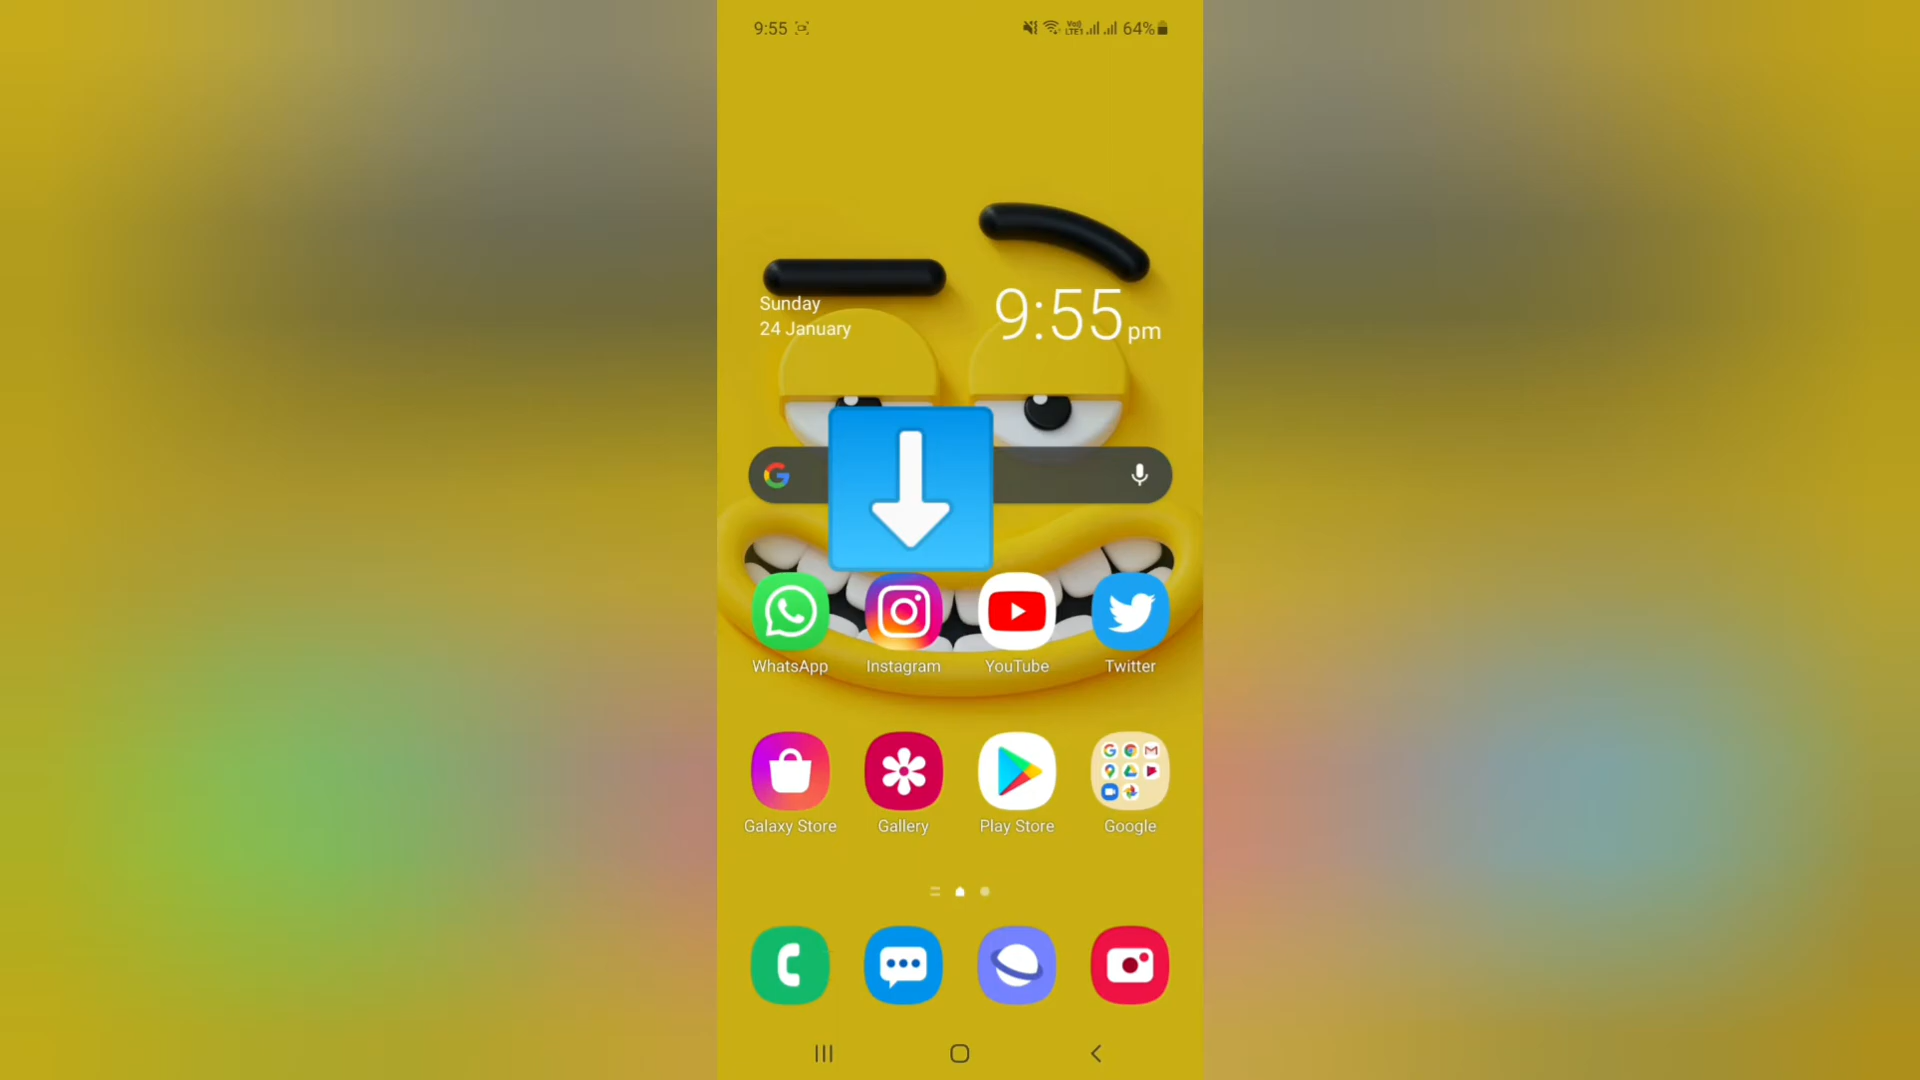 9:55
64%
Sunday
24 January
9:55 pm
WhatsApp
Instagram
YouTube
Twitter
Galaxy Store
Gallery
Play Store
Google